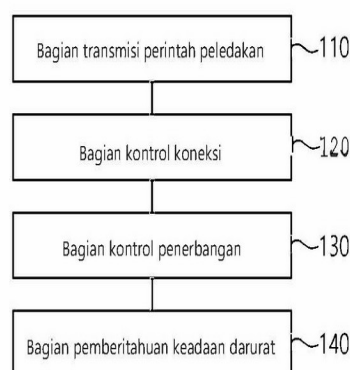 Bagian transmisi perintah peledakan 110
Bagian kontrol koneksi 120
Bagian kontrol penerbangan 130
Bagian pemberitahuan keadaan darurat 140